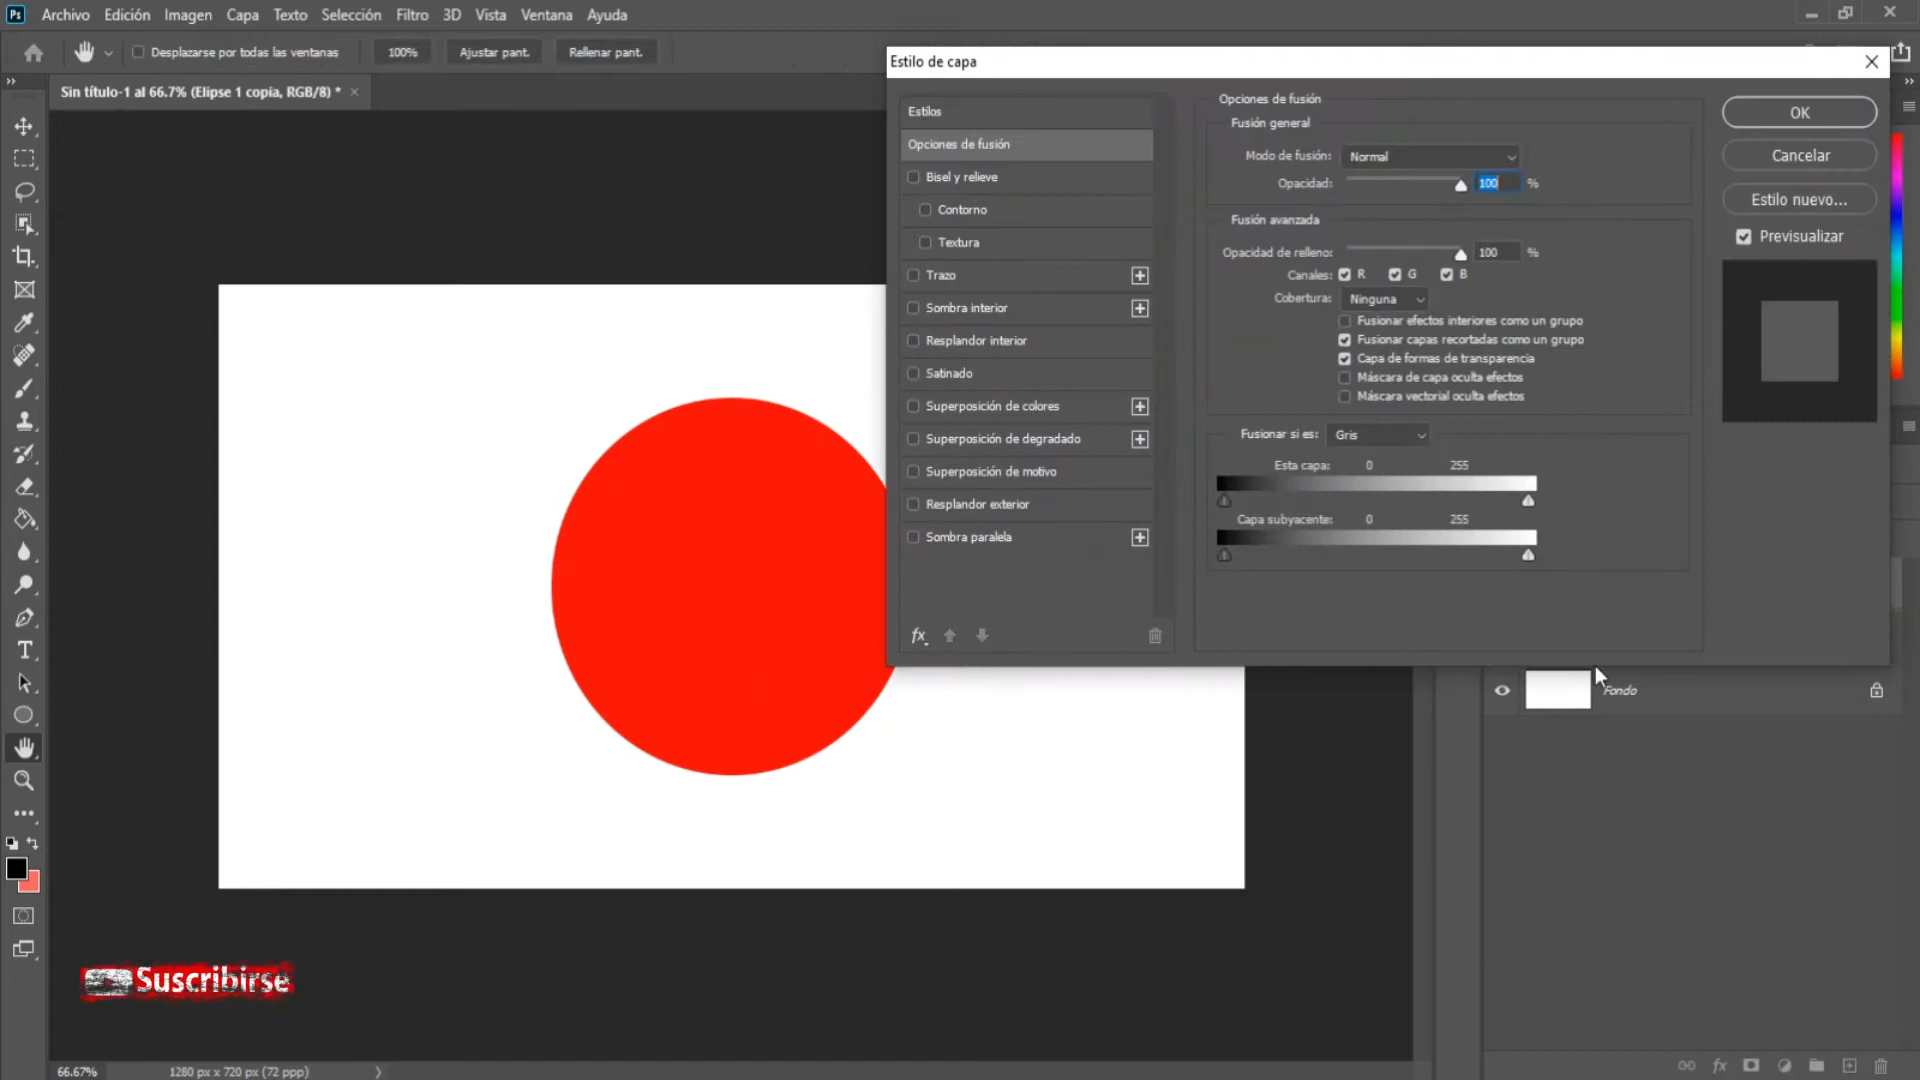 Ps Archivo Edición Imagen Capa Texto Selección Filtro 3D Vista Ventana Ayuda
Desplazarse por todas las ventanas 100% Ajustar pant. Rellenar pant.
Sin título-1 al 66.7% (Elipse 1 copia, RGB/8) *
Estilo de capa
Estilos
Opciones de fusión
Bisel y relieve
Contorno
Textura
Trazo
Sombra interior
Resplandor interior
Satinado
Superposición de colores
Superposición de degradado
Superposición de motivo
Resplandor exterior
Sombra paralela
fx
Opciones de fusión
Fusión general
Modo de fusión: Normal
Opacidad: 100 %
Fusión avanzada
Opacidad de relleno: 100 %
Canales: R G B
Cobertura: Ninguna
Fusionar efectos interiores como un grupo
Fusionar capas recortadas como un grupo
Capa de formas de transparencia
Máscara de capa oculta efectos
Máscara vectorial oculta efectos
Fusionar si es: Gris
Esta capa: 0 255
Capa subyacente: 0 255
OK
Cancelar
Estilo nuevo...
Previsualizar
Fondo
T
Suscribirse
66.67% 1280 px x 720 px (72 ppp)
fx